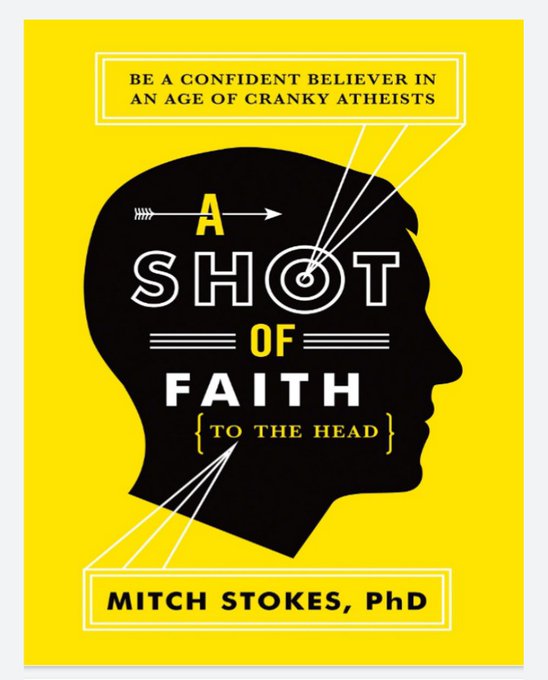 BE A CONFIDENT BELIEVER IN
AN AGE OF CRANKY ATHEISTS
A
SHOT
OF
FAITH
{TO THE HEAD}
MITCH STOKES, PhD